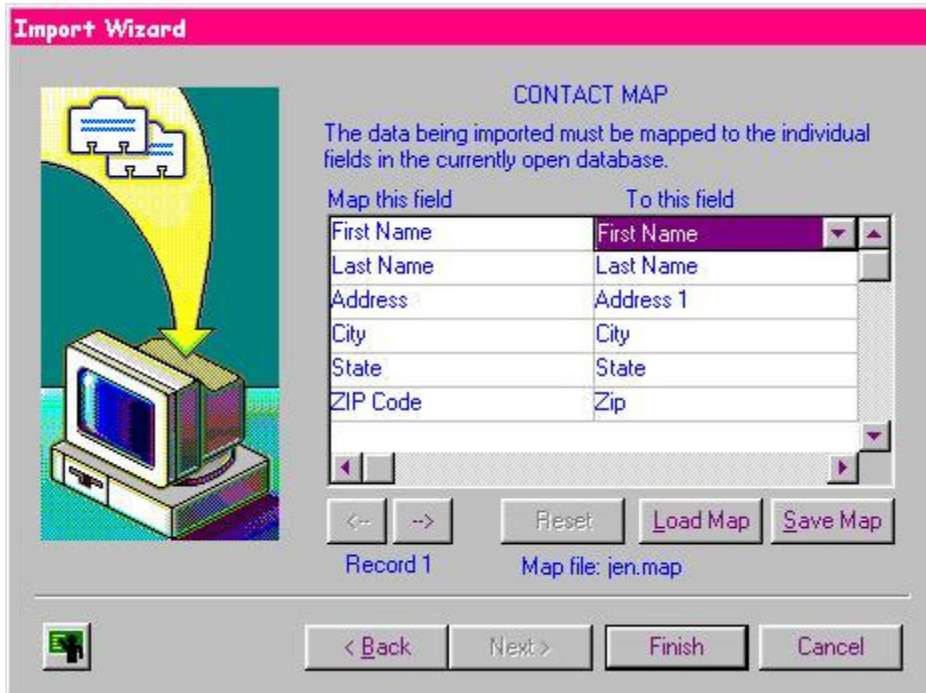 Import Wizard
CONTACT MAP
The data being imported must be mapped to the individual
fields in the currently open database.
Map this field To this field
First Name First Name
Last Name Last Name
Address Address 1
City City
State State
ZIP Code Zip
<-- --> Reset Load Map Save Map
Record 1 Map file: jen.map
< Back Next > Finish Cancel